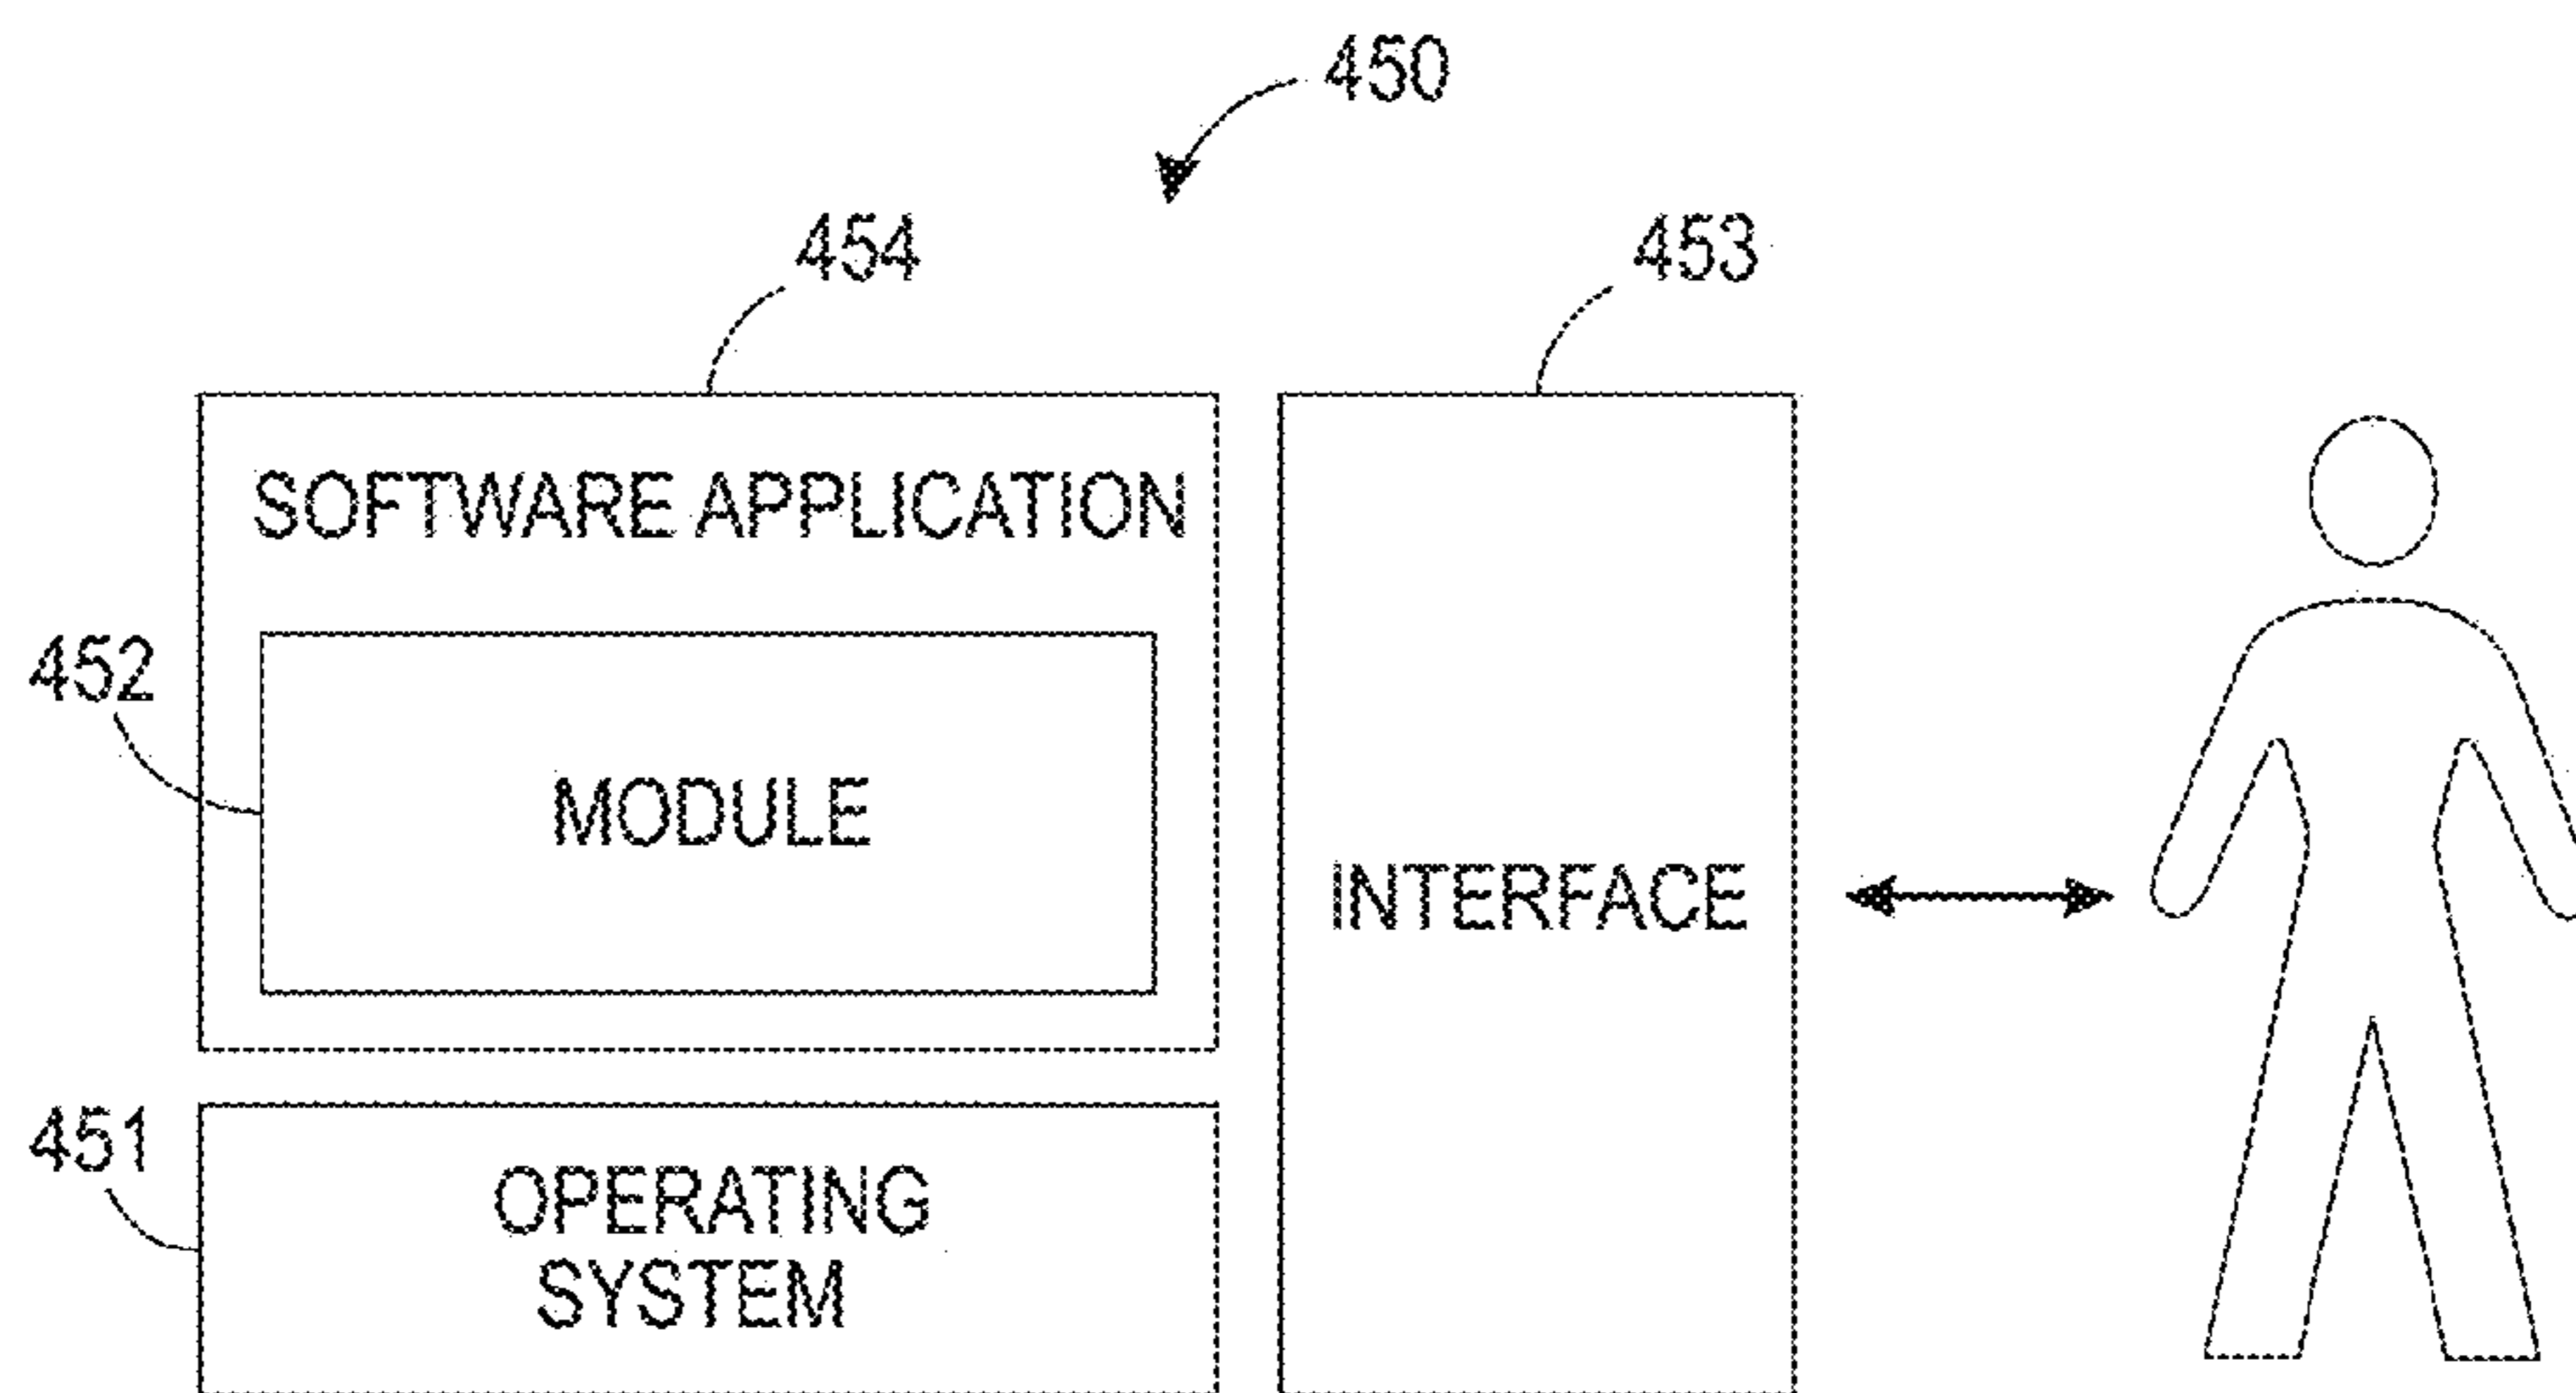 450
454
453
SOFTWARE APPLICATION
452
MODULE
INTERFACE
451
OPERATING
SYSTEM